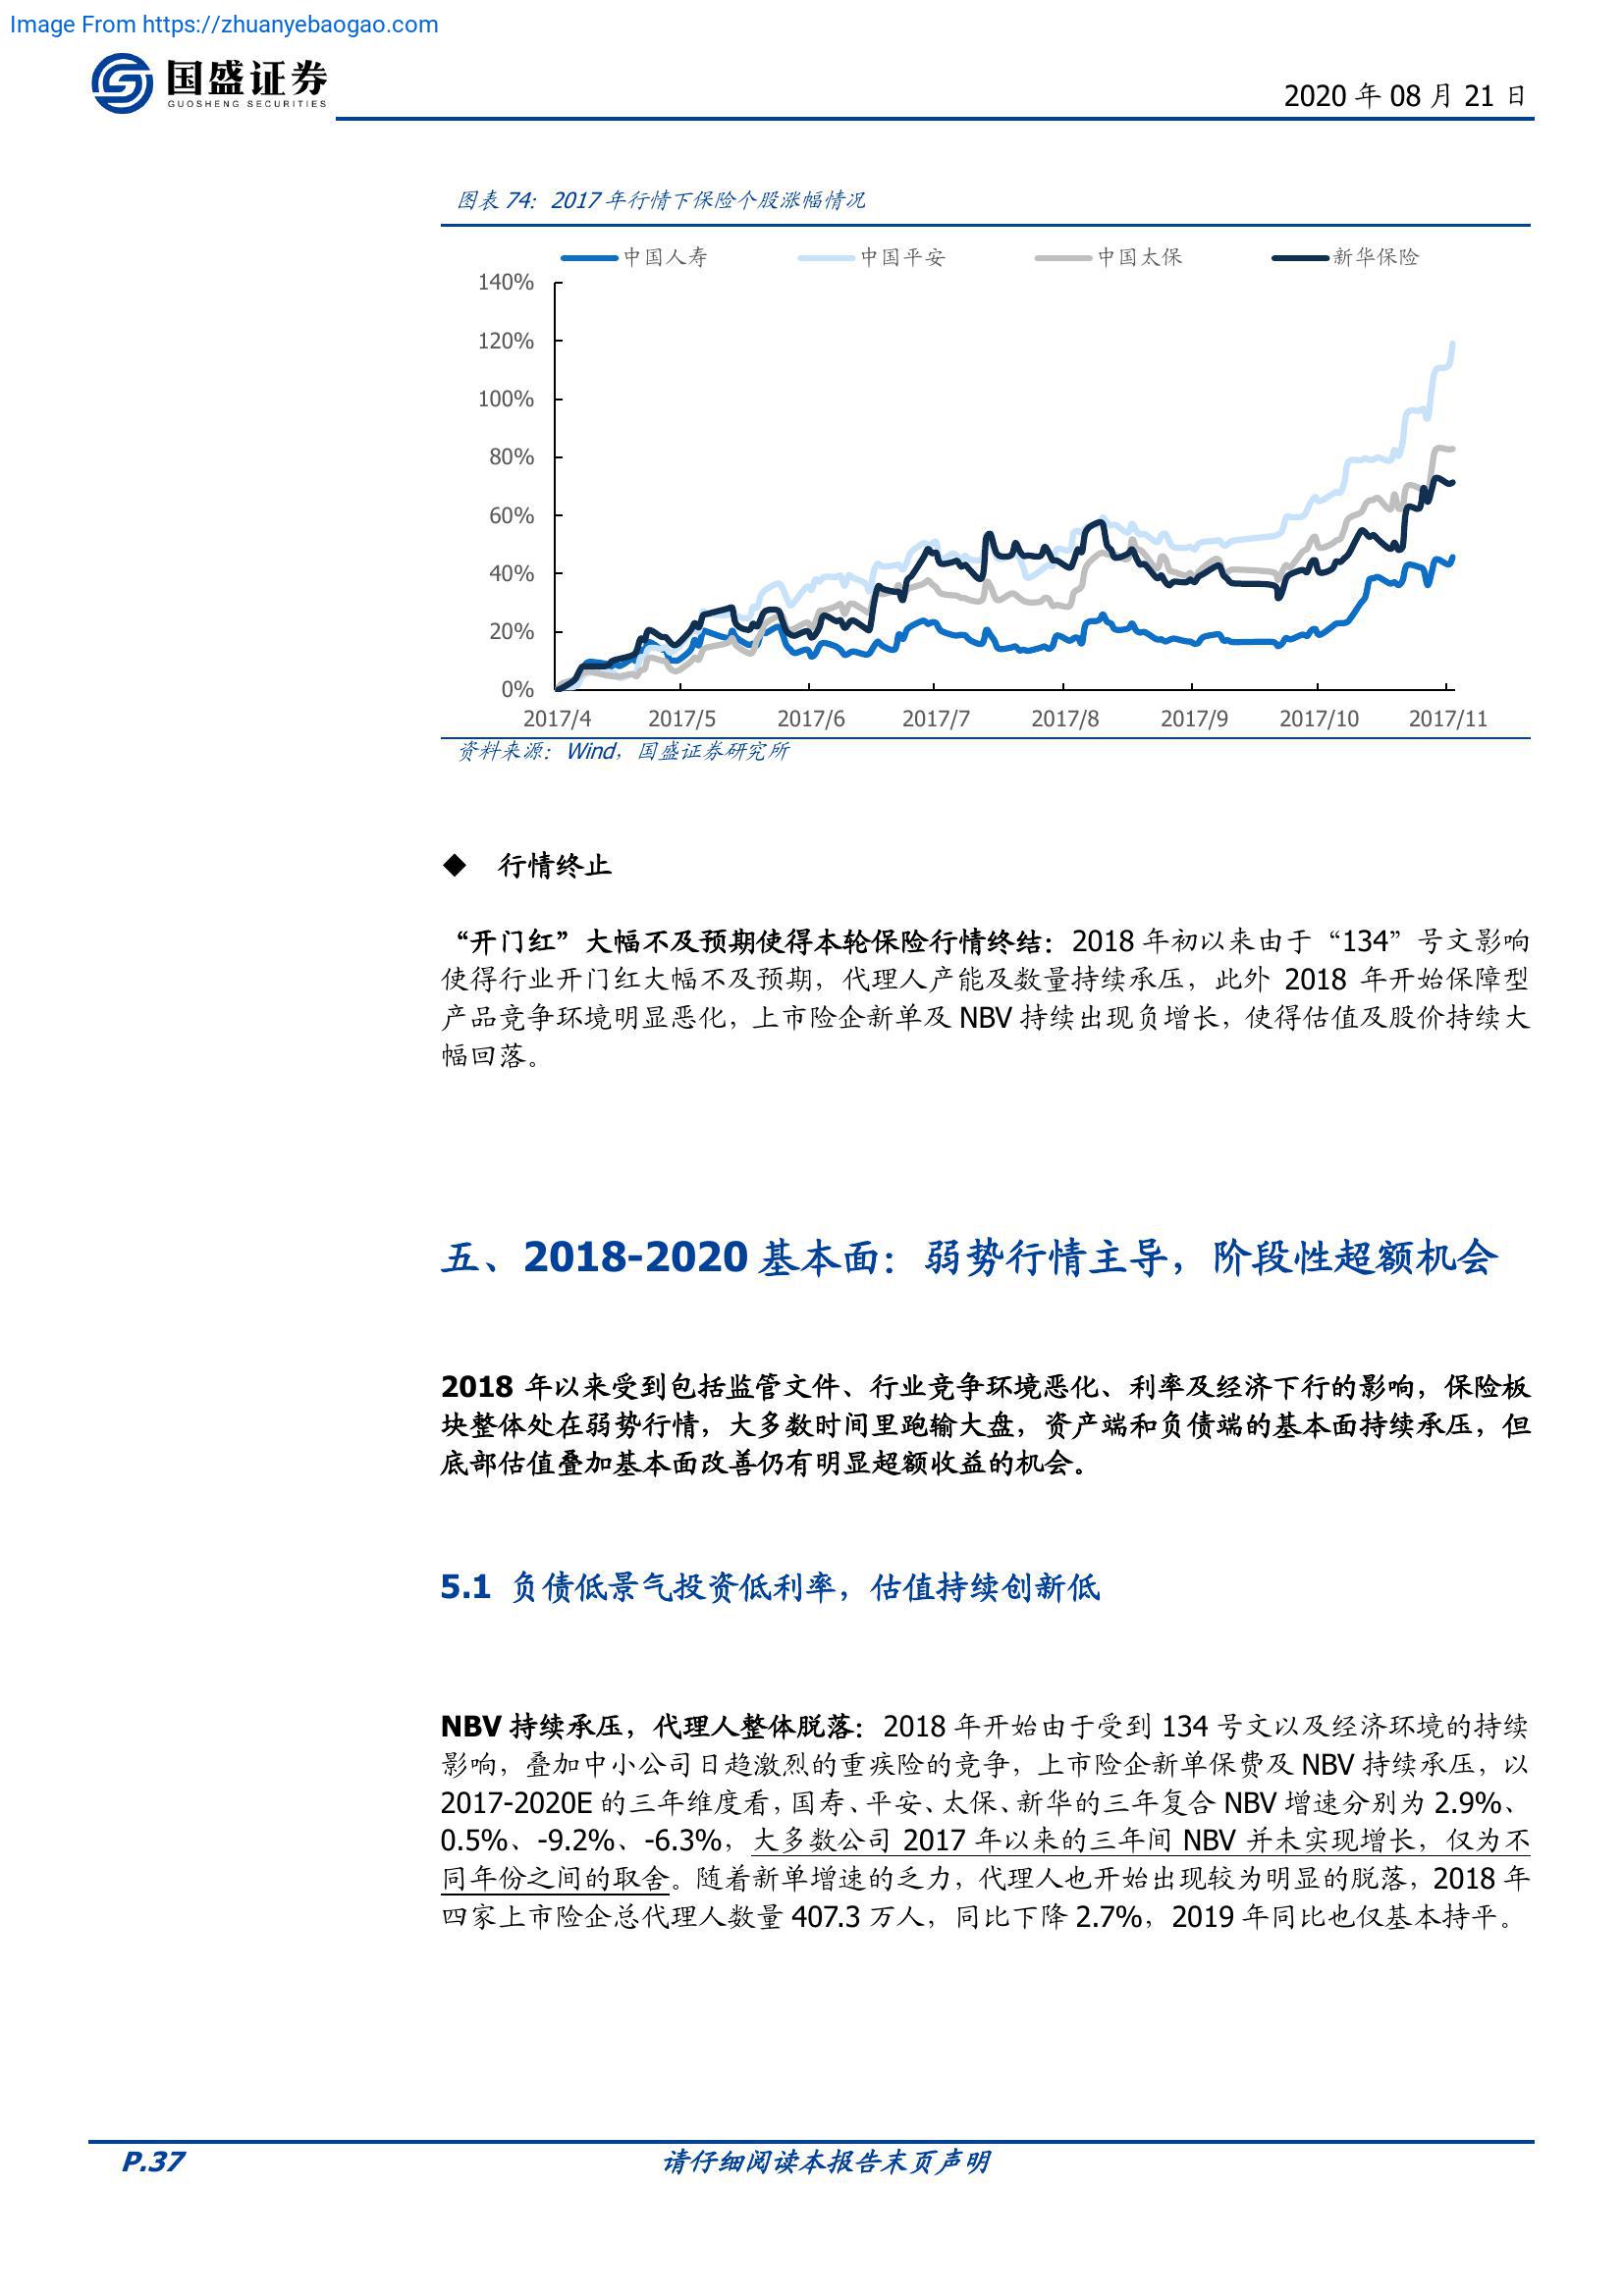 Image From https://zhuanyebaogao.com
国盛证券
GUOSHENG SECURITIES
2020 年 08 月 21 日
图表 74：2017 年行情下保险个股涨幅情况
中国人寿 中国平安 中国太保 新华保险
140%
120%
100%
80%
60%
40%
20%
0%
2017/4 2017/5 2017/6 2017/7 2017/8 2017/9 2017/10 2017/11
资料来源：Wind，国盛证券研究所
◆ 行情终止
“开门红”大幅不及预期使得本轮保险行情终结：2018 年初以来由于“134”号文影响
使得行业开门红大幅不及预期，代理人产能及数量持续承压，此外 2018 年开始保障型
产品竞争环境明显恶化，上市险企新单及 NBV 持续出现负增长，使得估值及股价持续大
幅回落。
五、2018-2020 基本面：弱势行情主导，阶段性超额机会
2018 年以来受到包括监管文件、行业竞争环境恶化、利率及经济下行的影响，保险板
块整体处在弱势行情，大多数时间里跑输大盘，资产端和负债端的基本面持续承压，但
底部估值叠加基本面改善仍有明显超额收益的机会。
5.1 负债低景气投资低利率，估值持续创新低
NBV 持续承压，代理人整体脱落：2018 年开始由于受到 134 号文以及经济环境的持续
影响，叠加中小公司日趋激烈的重疾险的竞争，上市险企新单保费及 NBV 持续承压，以
2017-2020E 的三年维度看，国寿、平安、太保、新华的三年复合 NBV 增速分别为 2.9%、
0.5%、-9.2%、-6.3%，大多数公司 2017 年以来的三年间 NBV 并未实现增长，仅为不
同年份之间的取舍。随着新单增速的乏力，代理人也开始出现较为明显的脱落，2018 年
四家上市险企总代理人数量 407.3 万人，同比下降 2.7%，2019 年同比也仅基本持平。
P.37 请仔细阅读本报告末页声明